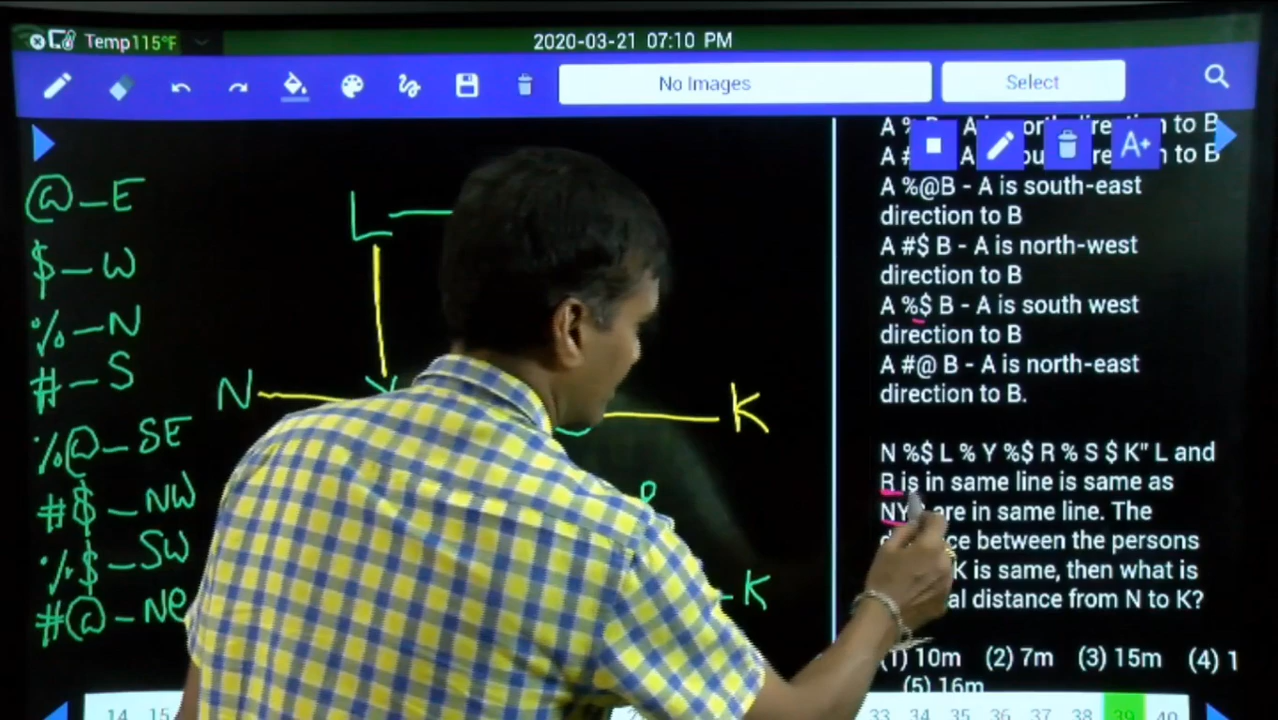 Temp115°F
2020-03-21 07:10 PM
No Images
Select
A+
@-E
$-W
%-N
#-S
%@-SE
#$-NW
%$-SW
#@-Ne
L
N
K
K
A
A
to B
A #
A
to B
A %@B - A is south-east
direction to B
A #$ B - A is north-west
direction to B
A %$ B - A is south west
direction to B
A #@ B - A is north-east
direction to B.
N %$ L % Y %$ R % S $ K" L and
R is in same line is same as
NY are in same line. The
between the persons
K is same, then what is
distance from N to K?
(1) 10m (2) 7m (3) 15m (4) 1
(5) 16m
14 15 33 34 35 36 37 38 39 40